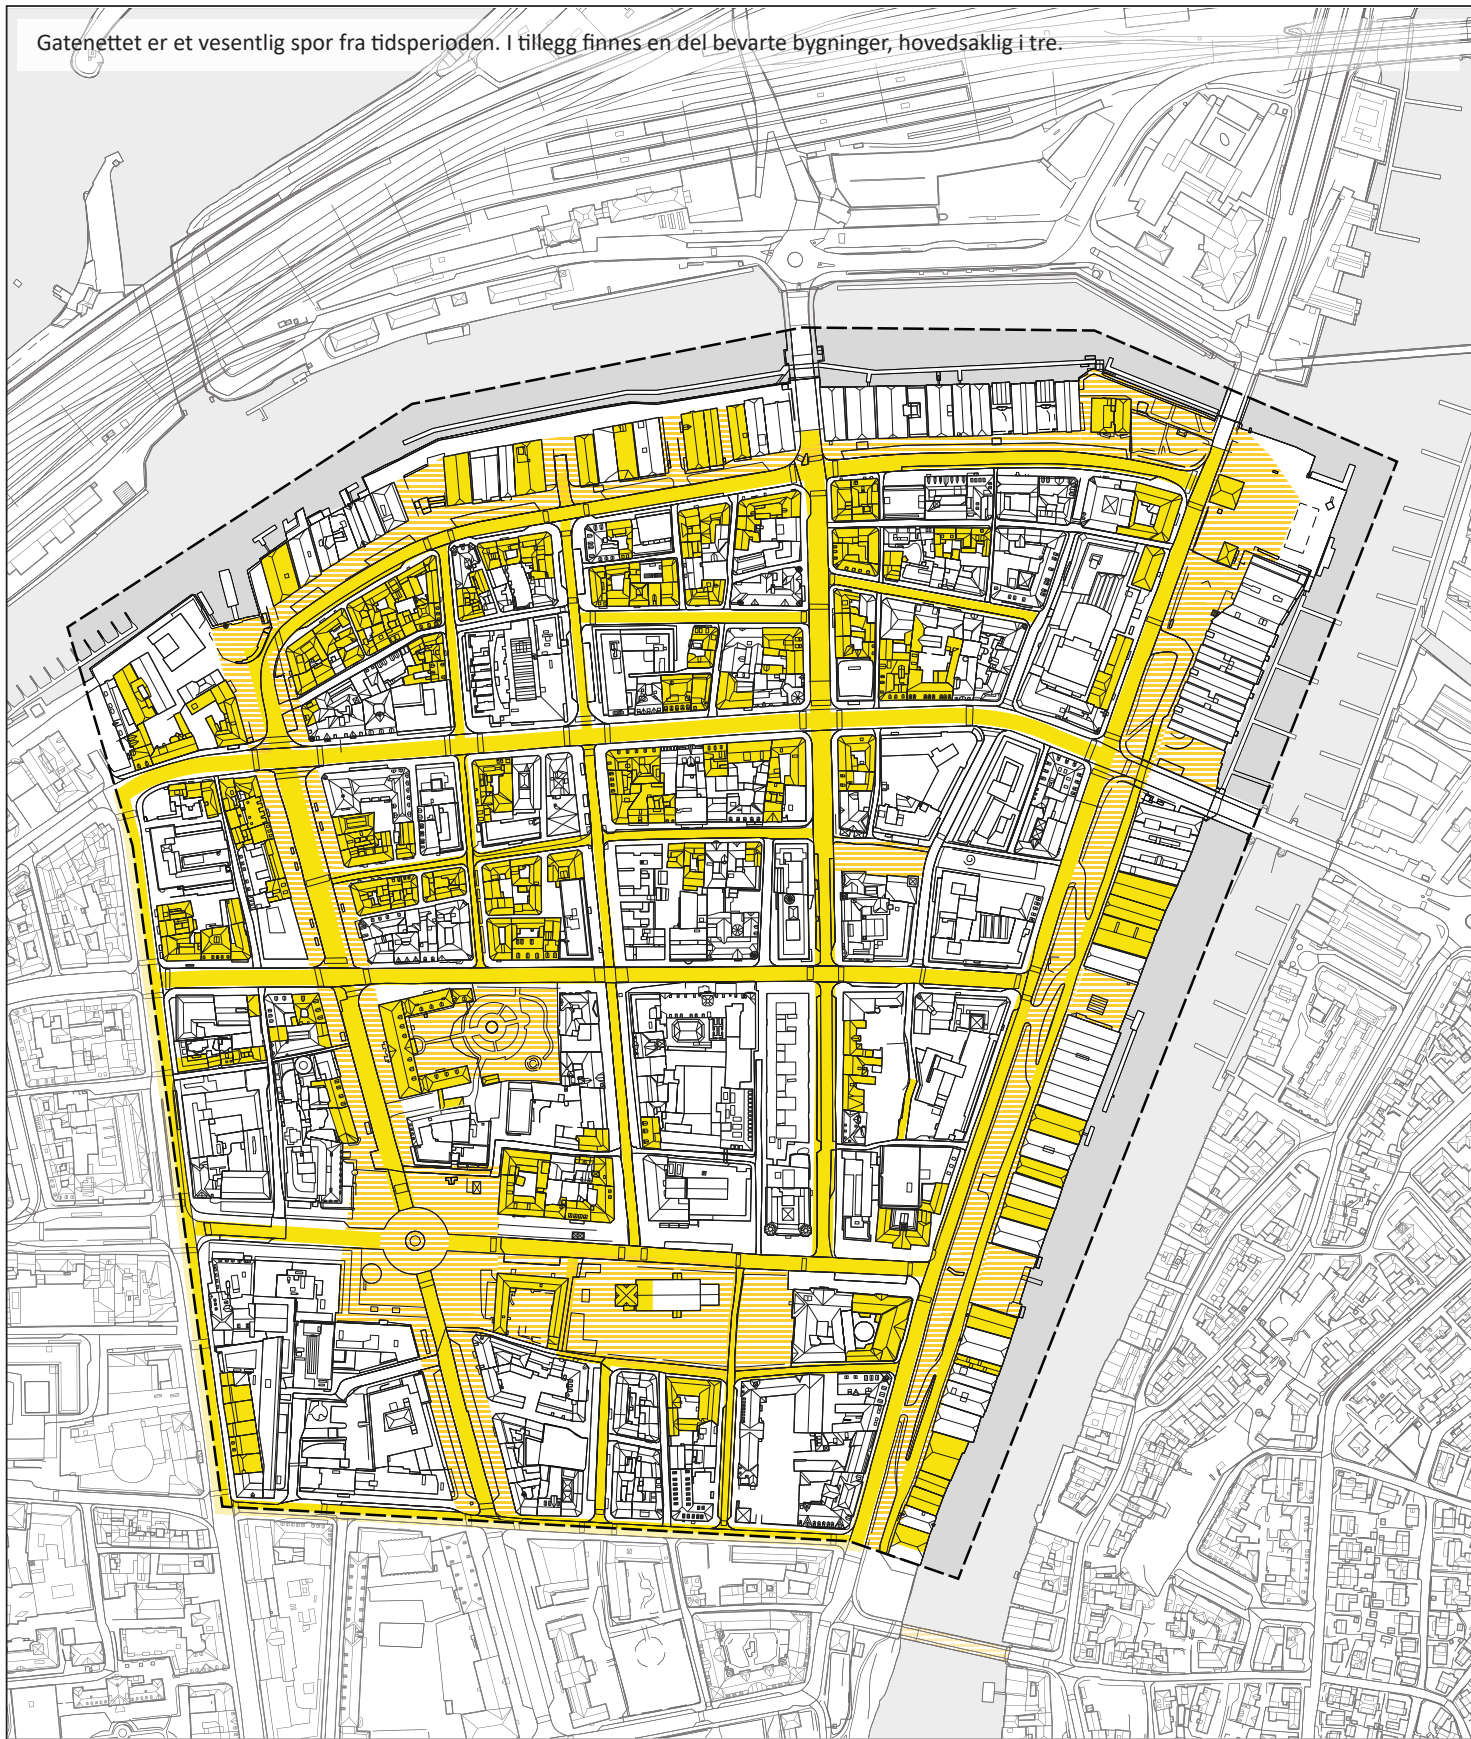 Gatenettet er et vesentlig spor fra tidsperioden. I tillegg finnes en del bevarte bygninger, hovedsaklig i tre.